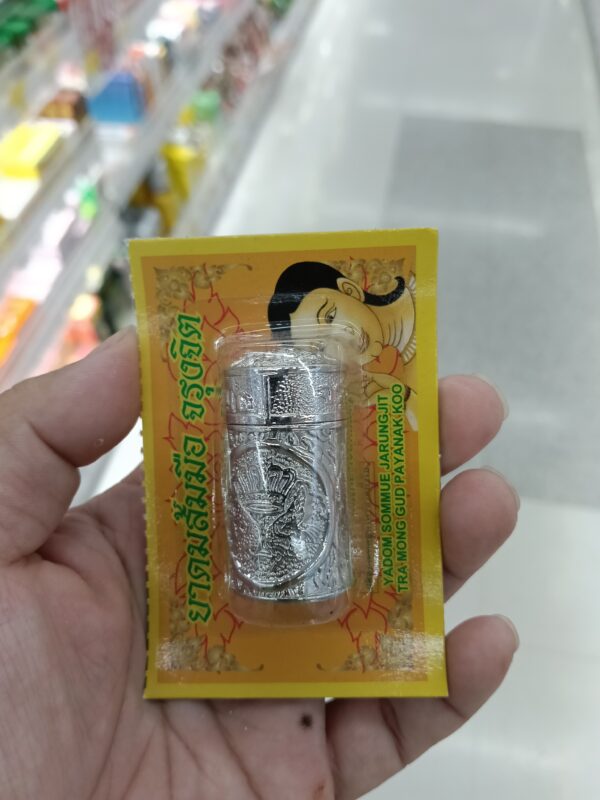 ยาดมส้มมือ จรุงจิต
YADOM SOMMUE JARUNGJIT
TRA MONG GUD PAYANAK KOO